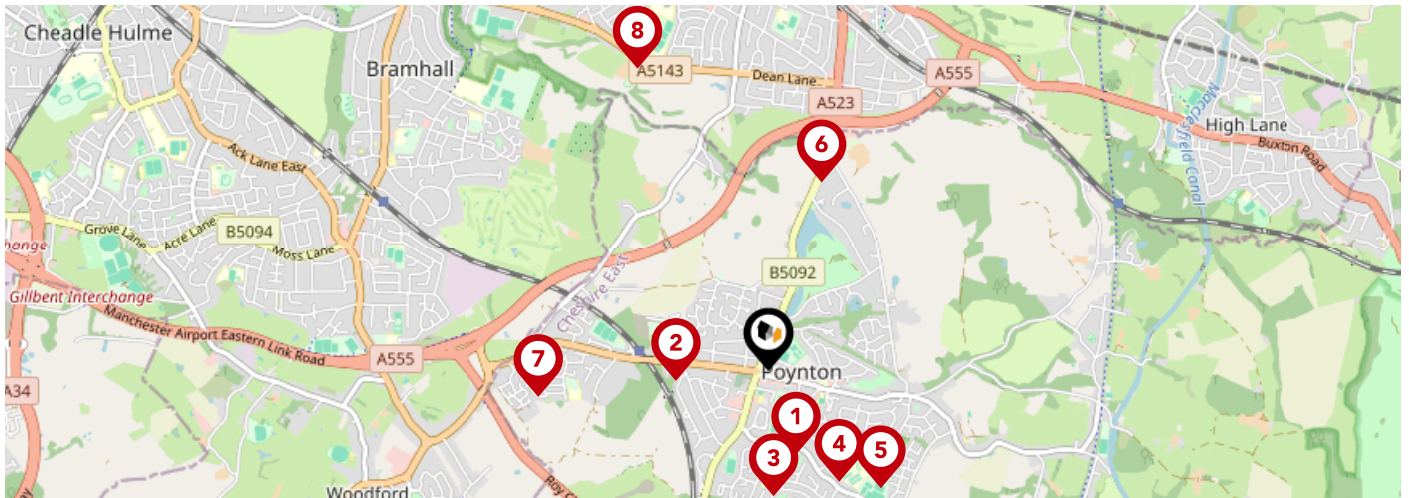 Cheadle Hulme
8
Bramhall
A5143
Dean Lane
A555
A523
Macclesfield Canal
High Lane
Buxton Road
6
Ack Lane East
Grove Lane
Acre Lane
B5094
Moss Lane
hange
B5092
Cheshire East
Gillbent Interchange
Manchester Airport Eastern Link Road
2
7
A555
Poynton
A34
1
4
5
3
Woodford